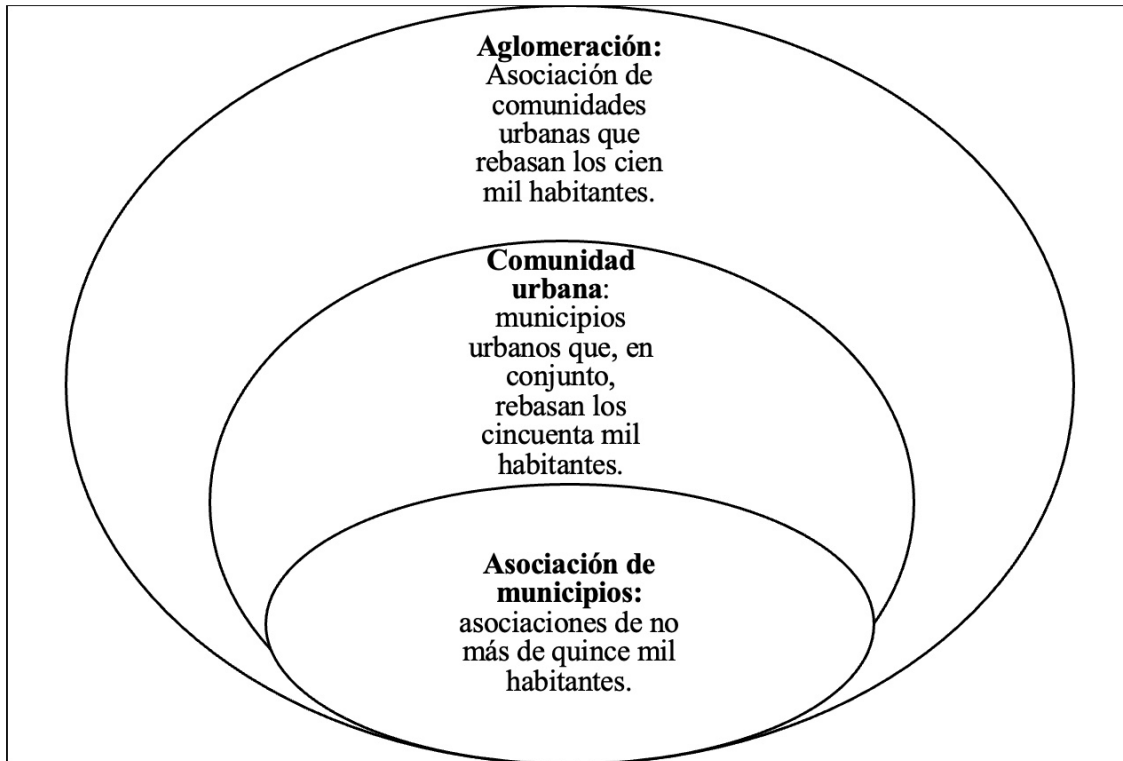 Aglomeración:
Asociación de
comunidades
urbanas que
rebasan los cien
mil habitantes.
Comunidad
urbana:
municipios
urbanos que, en
conjunto,
rebasan los
cincuenta mil
habitantes.
Asociación de
municipios:
asociaciones de no
más de quince mil
habitantes.